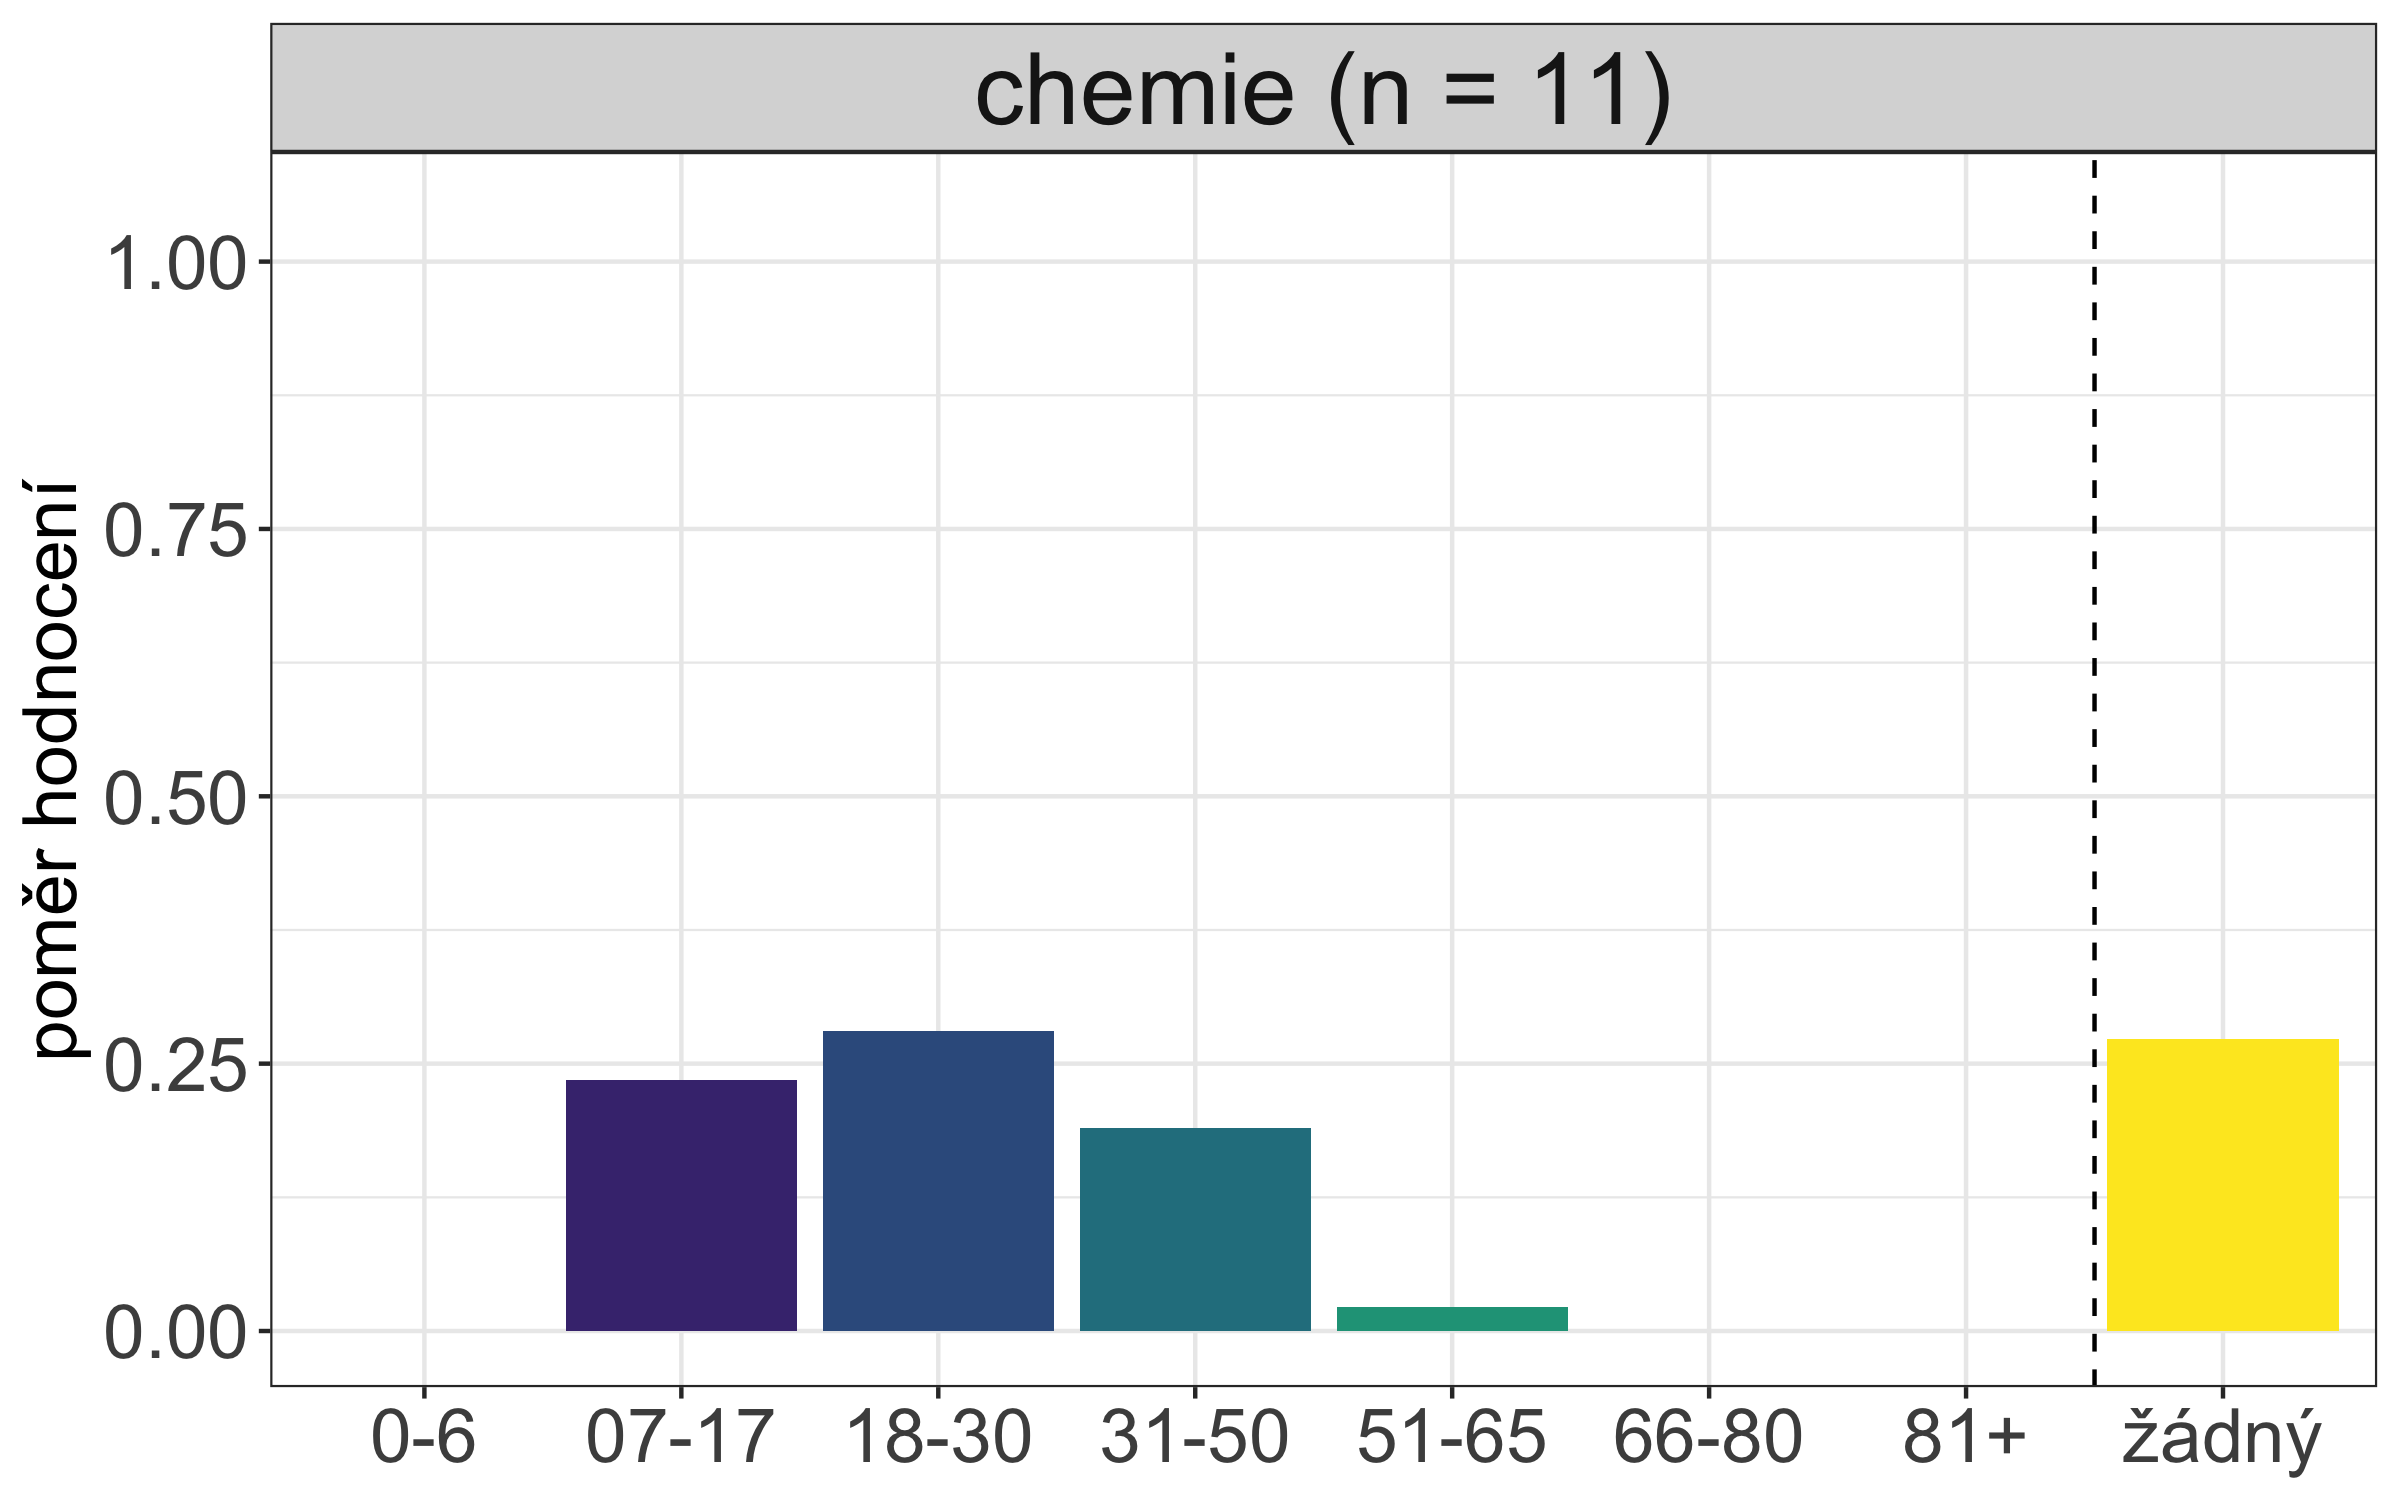 chemie (n = 11)
poměr hodnocení
1.00
0.75
0.50
0.25
0.00
0-6 07-17 18-30 31-50 51-65 66-80 81+ žádný